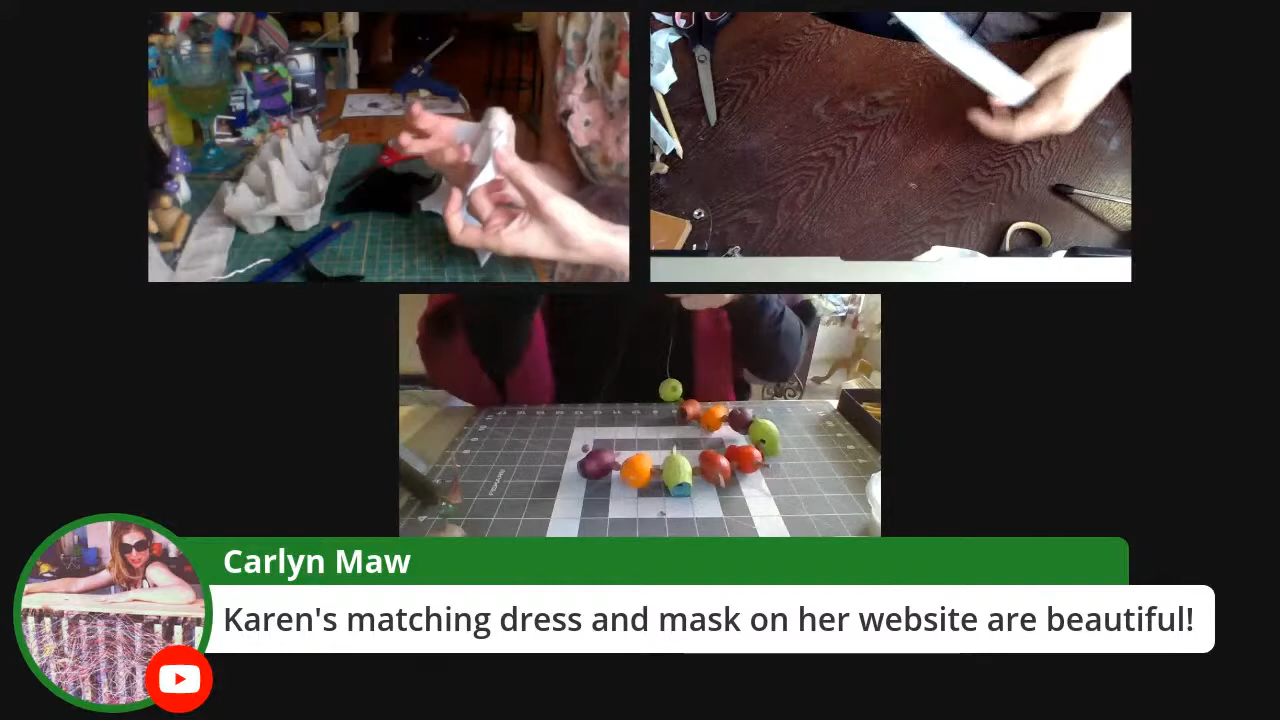 Carlyn Maw
Karen's matching dress and mask on her website are beautiful!